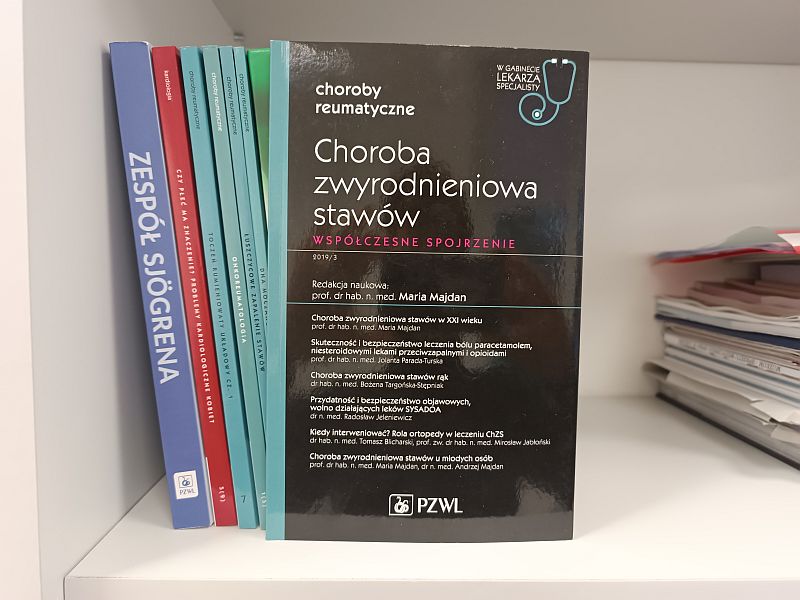 ZESPÓŁ SJÖGRENA
kardiologia
CZY PŁEĆ MA ZNACZENIE? PROBLEMY KARDIOLOGICZNE KOBIET
5(9)
choroby reumatyczne
TOCZEŃ RUMIENIOWATY UKŁADOWY CZ. 1
7
choroby reumatyczne
ONKOREUMATOLOGIA
choroby reumatyczne
ŁUSZCZYCOWE ZAPALENIE STAWÓW
DNA
W GABINECIE
LEKARZA
SPECJALISTY
choroby
reumatyczne
Choroba
zwyrodnieniowa
stawów
WSPÓŁCZESNE SPOJRZENIE
2019/3
Redakcja naukowa:
prof. dr hab. n. med. Maria Majdan
Choroba zwyrodnieniowa stawów w XXI wieku
prof. dr hab. n. med. Maria Majdan
Skuteczność i bezpieczeństwo leczenia bólu paracetamolem,
niesteroidowymi lekami przeciwzapalnymi i opioidami
prof. dr hab. n. med. Jolanta Parada-Turska
Choroba zwyrodnieniowa stawów rąk
dr hab. n. med. Bożena Targońska-Stępniak
Przydatność i bezpieczeństwo objawowych,
wolno działających leków SYSADOA
dr n. med. Radosław Jeleniewicz
Kiedy interweniować? Rola ortopedy w leczeniu ChZS
dr hab. n. med. Tomasz Blicharski, prof. zw. dr hab. n. med. Mirosław Jabłoński
Choroba zwyrodnieniowa stawów u młodych osób
prof. dr hab. n. med. Maria Majdan, dr n. med. Andrzej Majdan
PZWL